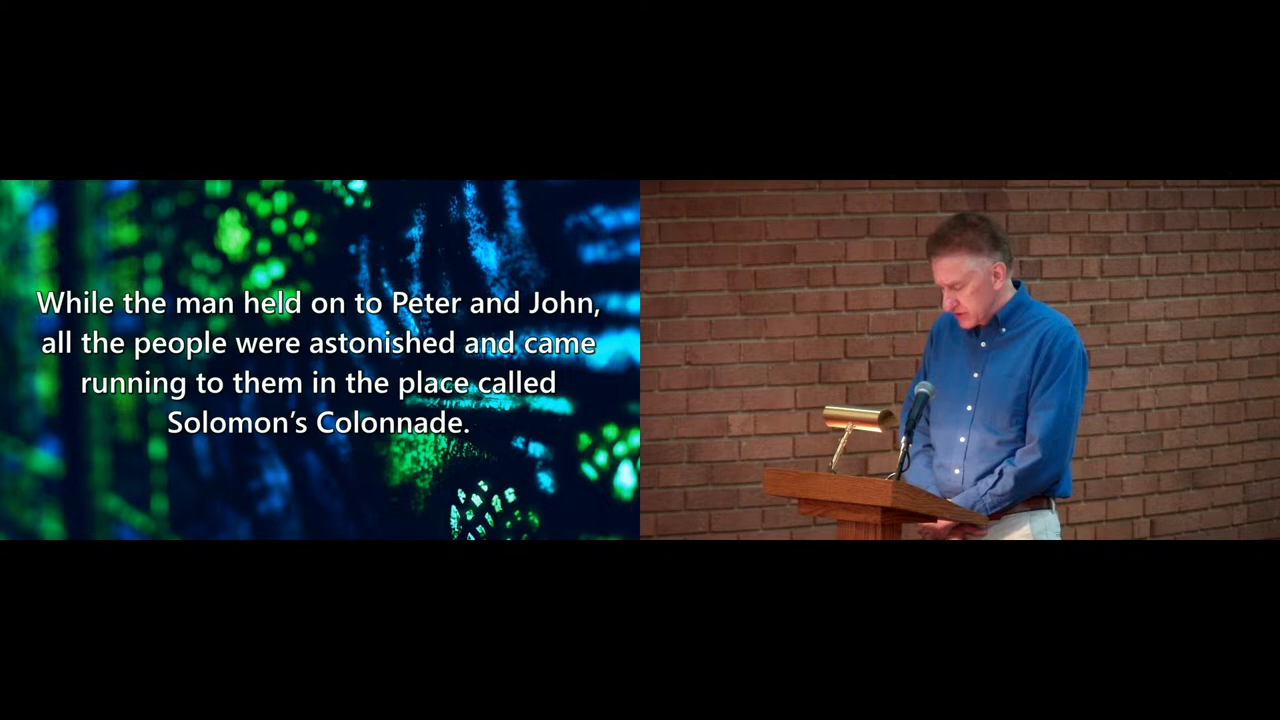 While the man held on to Peter and John,
all the people were astonished and came
running to them in the place called
Solomon’s Colonnade.